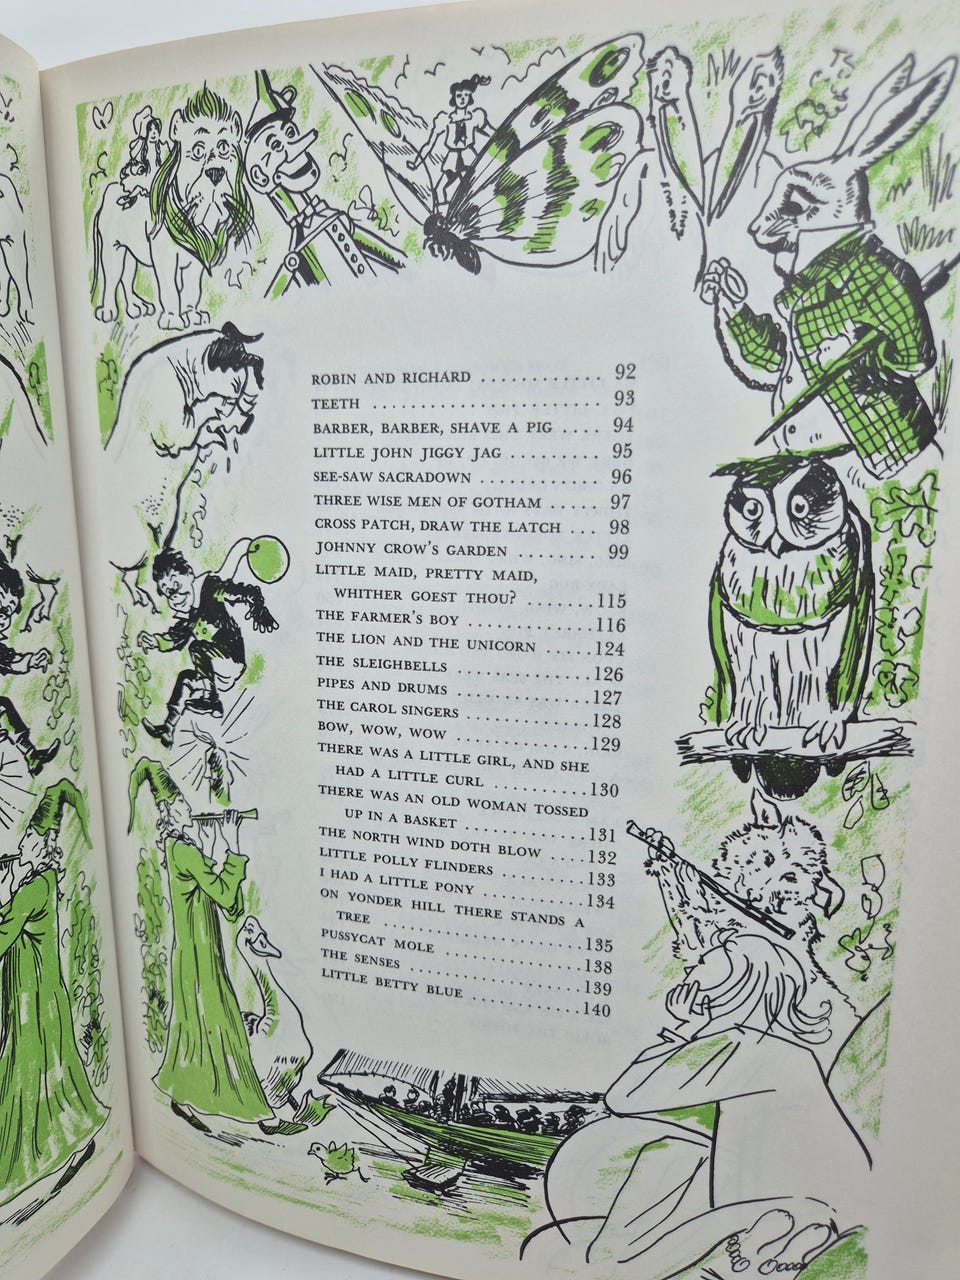 ROBIN AND RICHARD ............ 92
TEETH ....................... 93
BARBER, BARBER, SHAVE A PIG .... 94
LITTLE JOHN JIGGY JAG ......... 95
SEE-SAW SACRADOWN ............ 96
THREE WISE MEN OF GOTHAM ...... 97
CROSS PATCH, DRAW THE LATCH ... 98
JOHNNY CROW'S GARDEN ......... 99
LITTLE MAID, PRETTY MAID,
WHITHER GOEST THOU? .......115
THE FARMER'S BOY .............116
THE LION AND THE UNICORN .....124
THE SLEIGHBELLS ..............126
PIPES AND DRUMS ..............127
THE CAROL SINGERS ............128
BOW, WOW, WOW ..............129
THERE WAS A LITTLE GIRL, AND SHE
HAD A LITTLE CURL ..........130
THERE WAS AN OLD WOMAN TOSSED
UP IN A BASKET .............131
THE NORTH WIND DOTH BLOW ....132
LITTLE POLLY FLINDERS .........133
I HAD A LITTLE PONY ...........134
ON YONDER HILL THERE STANDS A
TREE ......................135
PUSSYCAT MOLE ...............138
THE SENSES ...................139
LITTLE BETTY BLUE .............140